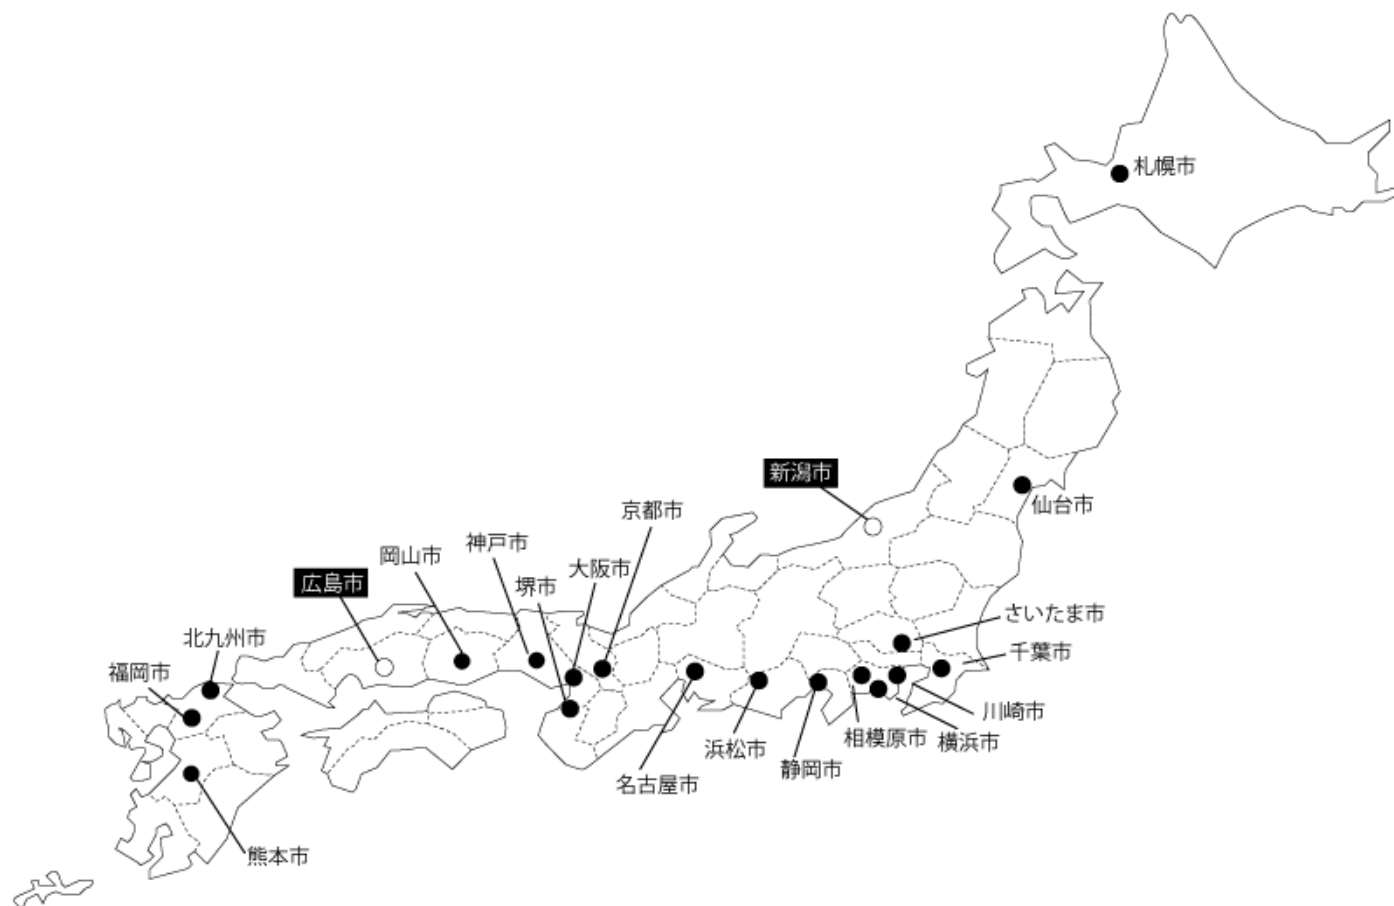 札幌市
新潟市
仙台市
京都市
神戸市
岡山市
大阪市
堺市
広島市
さいたま市
北九州市
千葉市
福岡市
川崎市
相模原市
横浜市
浜松市
静岡市
名古屋市
熊本市